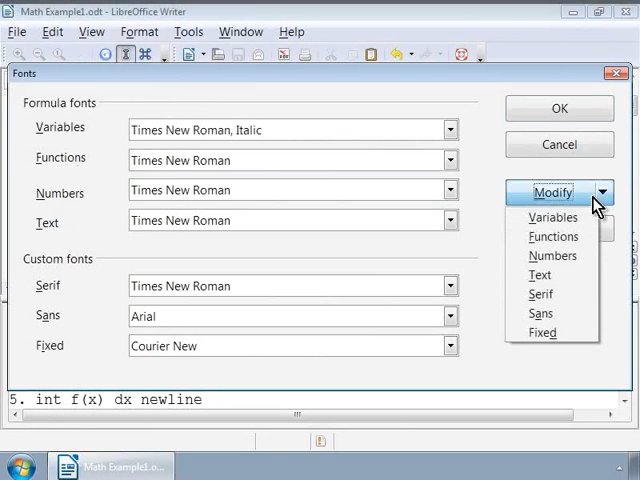 Math Example1.odt - LibreOffice Writer
File Edit View Format Tools Window Help
Fonts
Formula fonts
Variables Times New Roman, Italic
Functions Times New Roman
Numbers Times New Roman
Text Times New Roman
Custom fonts
Serif Times New Roman
Sans Arial
Fixed Courier New
OK
Cancel
Modify
Variables
Functions
Numbers
Text
Serif
Sans
Fixed
5. int f(x) dx newline
Math Example1.o...